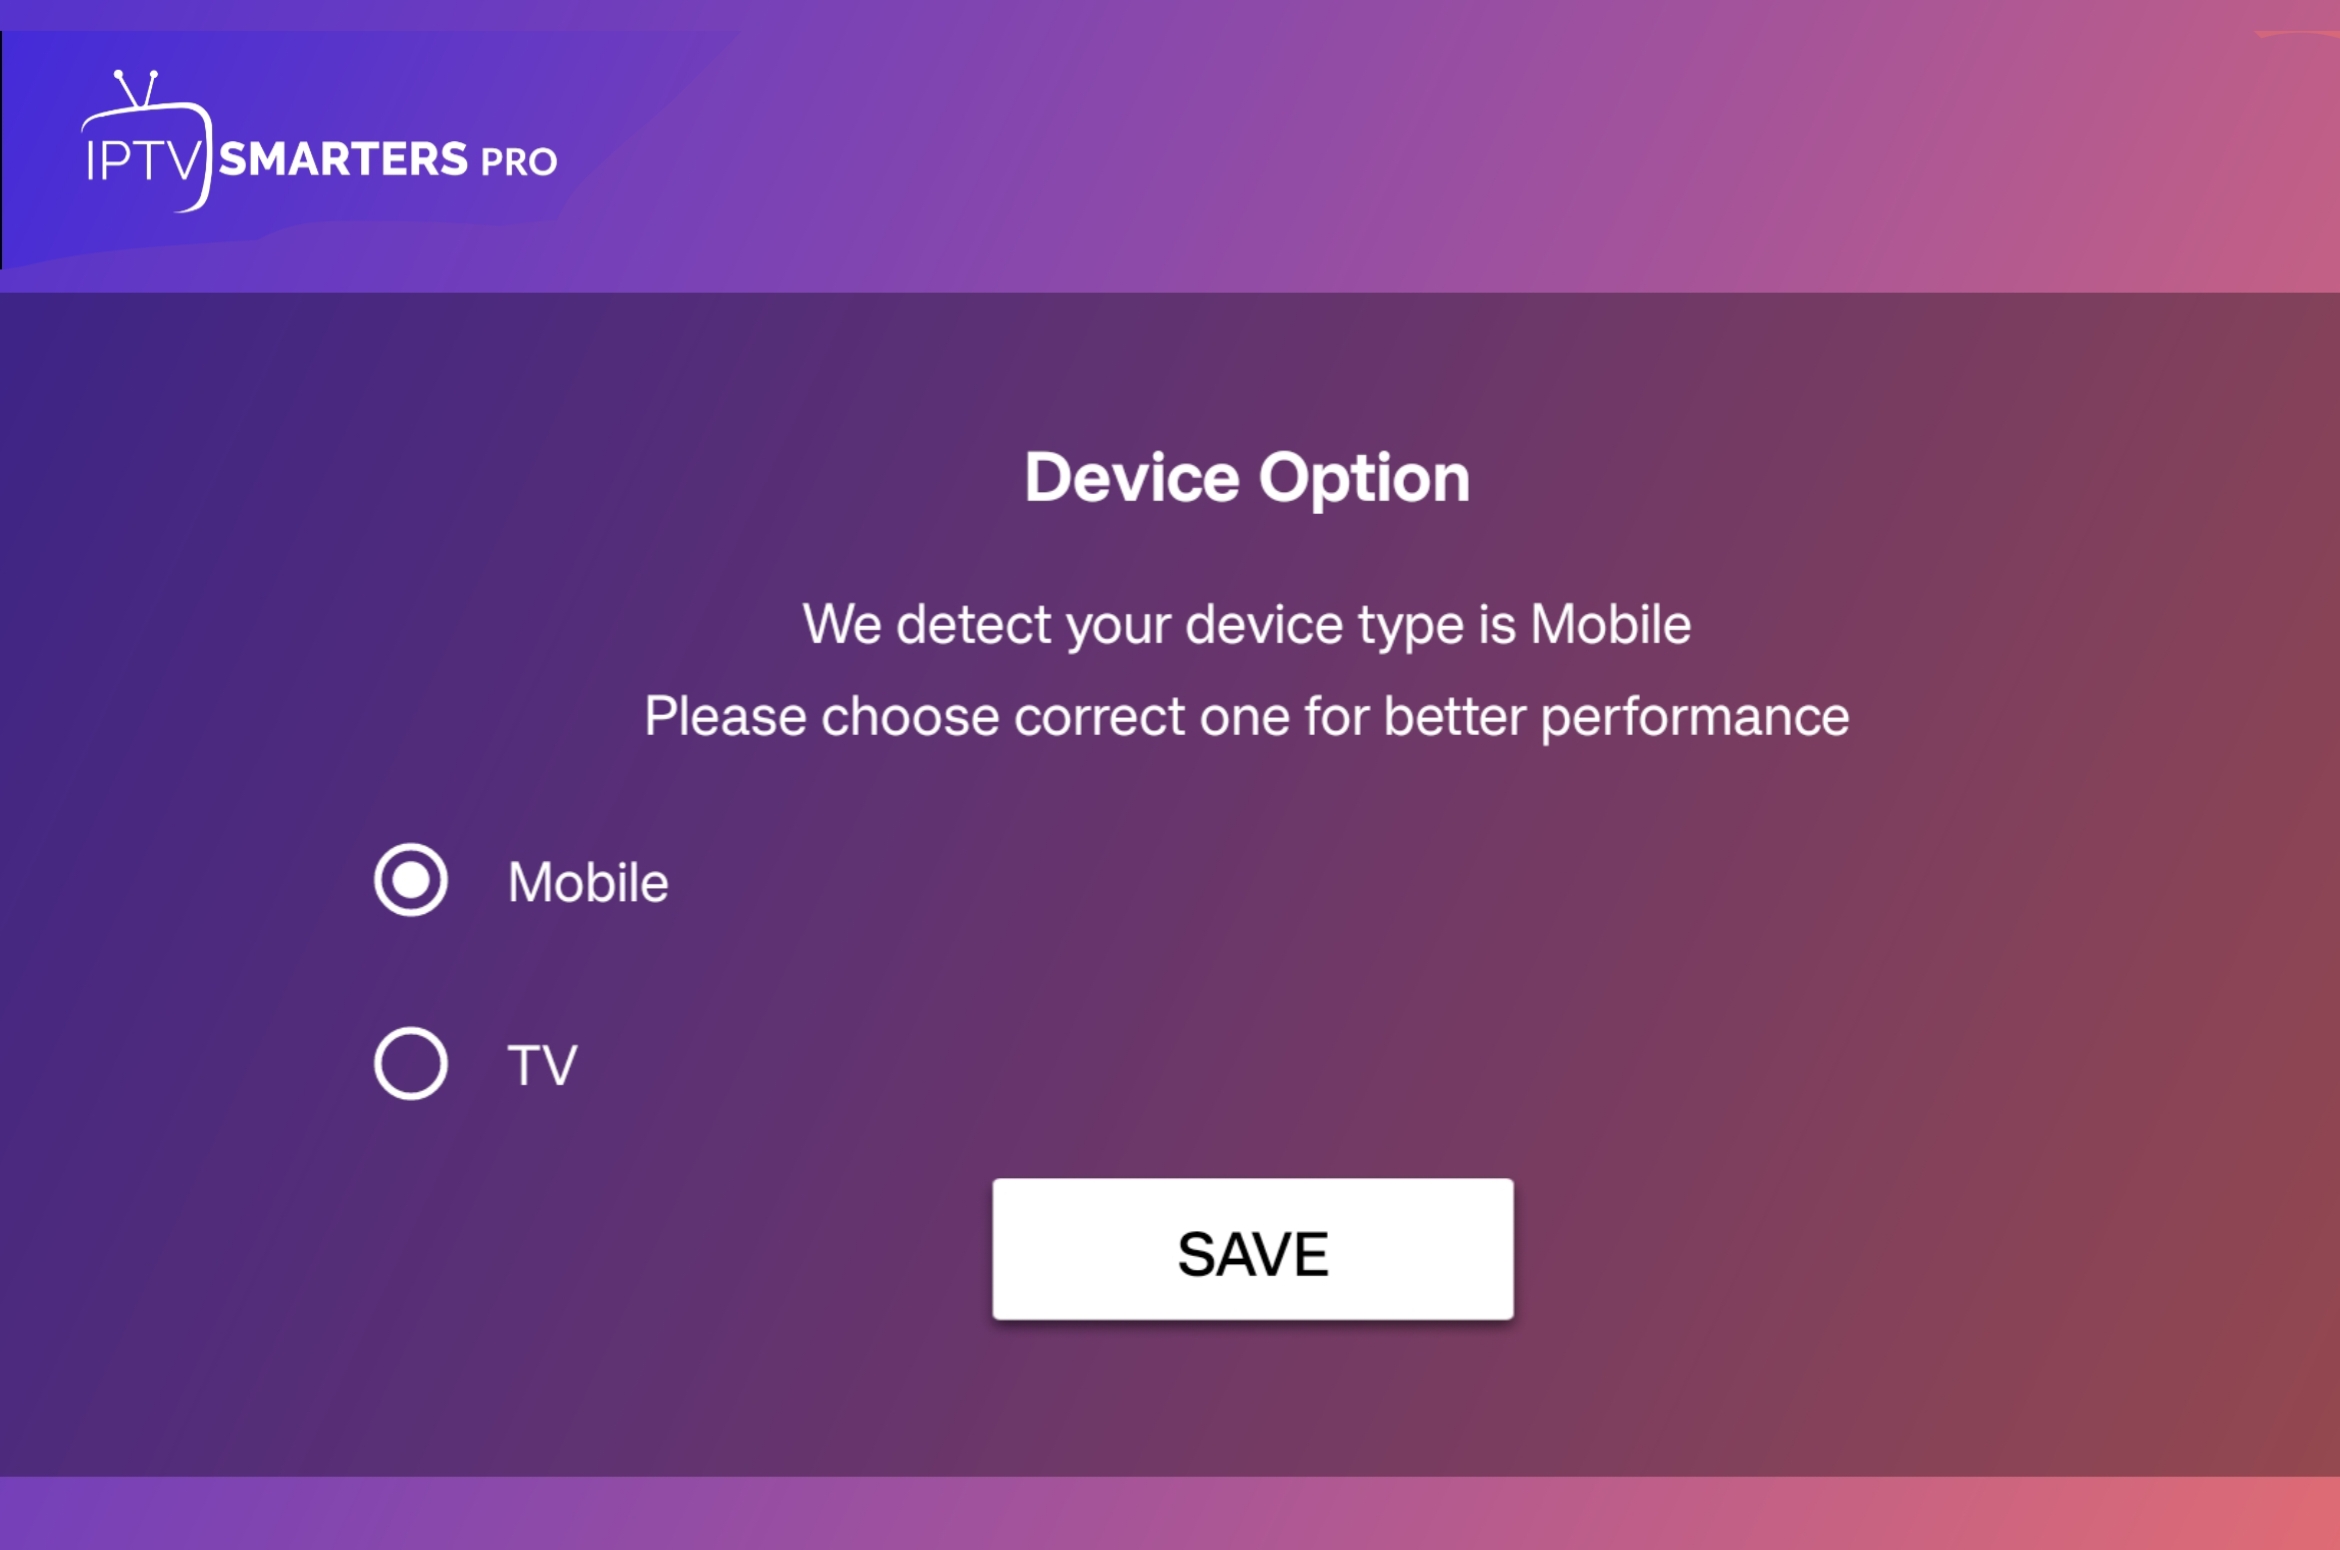 IPTV SMARTERS PRO
Device Option
We detect your device type is Mobile
Please choose correct one for better performance
Mobile
TV
SAVE